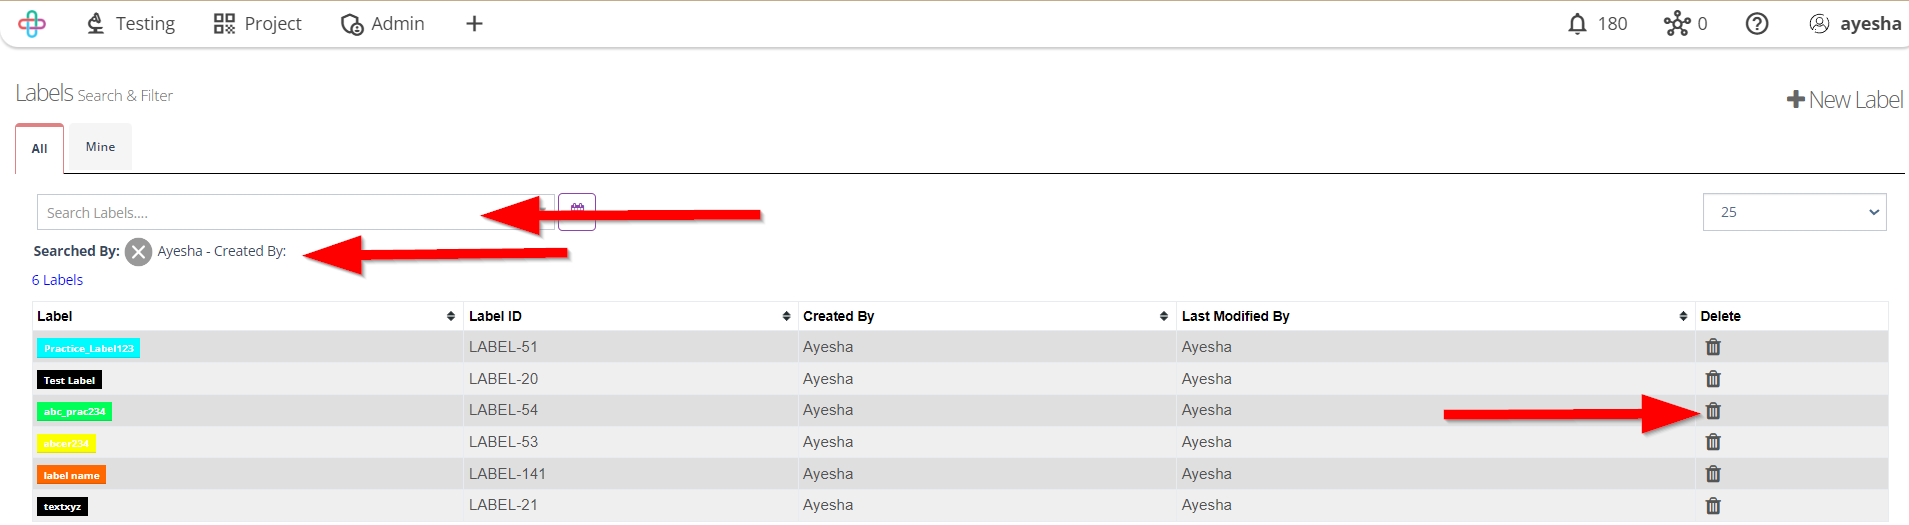 Testing Project Admin 180 0 ayesha
Labels Search & Filter
New Label
All Mine
Search Labels....
25
Searched By: Ayesha - Created By:
6 Labels
Label Label ID Created By Last Modified By Delete
Practice_Label123 LABEL-51 Ayesha Ayesha
Test Label LABEL-20 Ayesha Ayesha
abc_prac234 LABEL-54 Ayesha Ayesha
abcer234 LABEL-53 Ayesha Ayesha
label name LABEL-141 Ayesha Ayesha
textxyz LABEL-21 Ayesha Ayesha